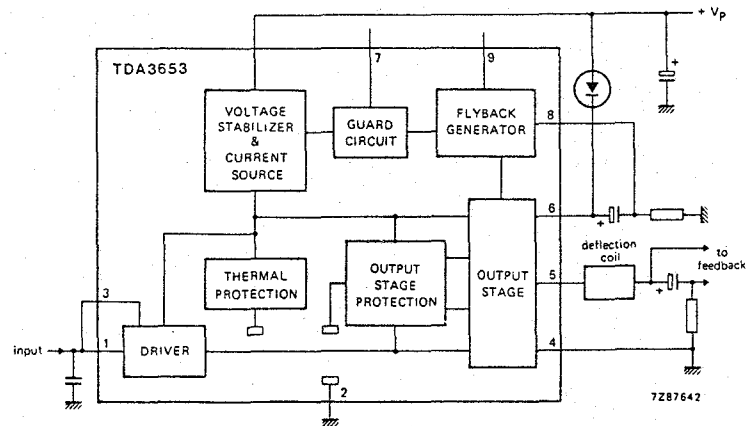 + Vp
TDA3653
7
9
+
VOLTAGE
STABILIZER
&
CURRENT
SOURCE
GUARD
CIRCUIT
FLYBACK
GENERATOR
8
6
+
deflection
coil
to
feedback
THERMAL
PROTECTION
OUTPUT
STAGE
PROTECTION
OUTPUT
STAGE
5
+
3
input
1
DRIVER
4
2
7Z87642